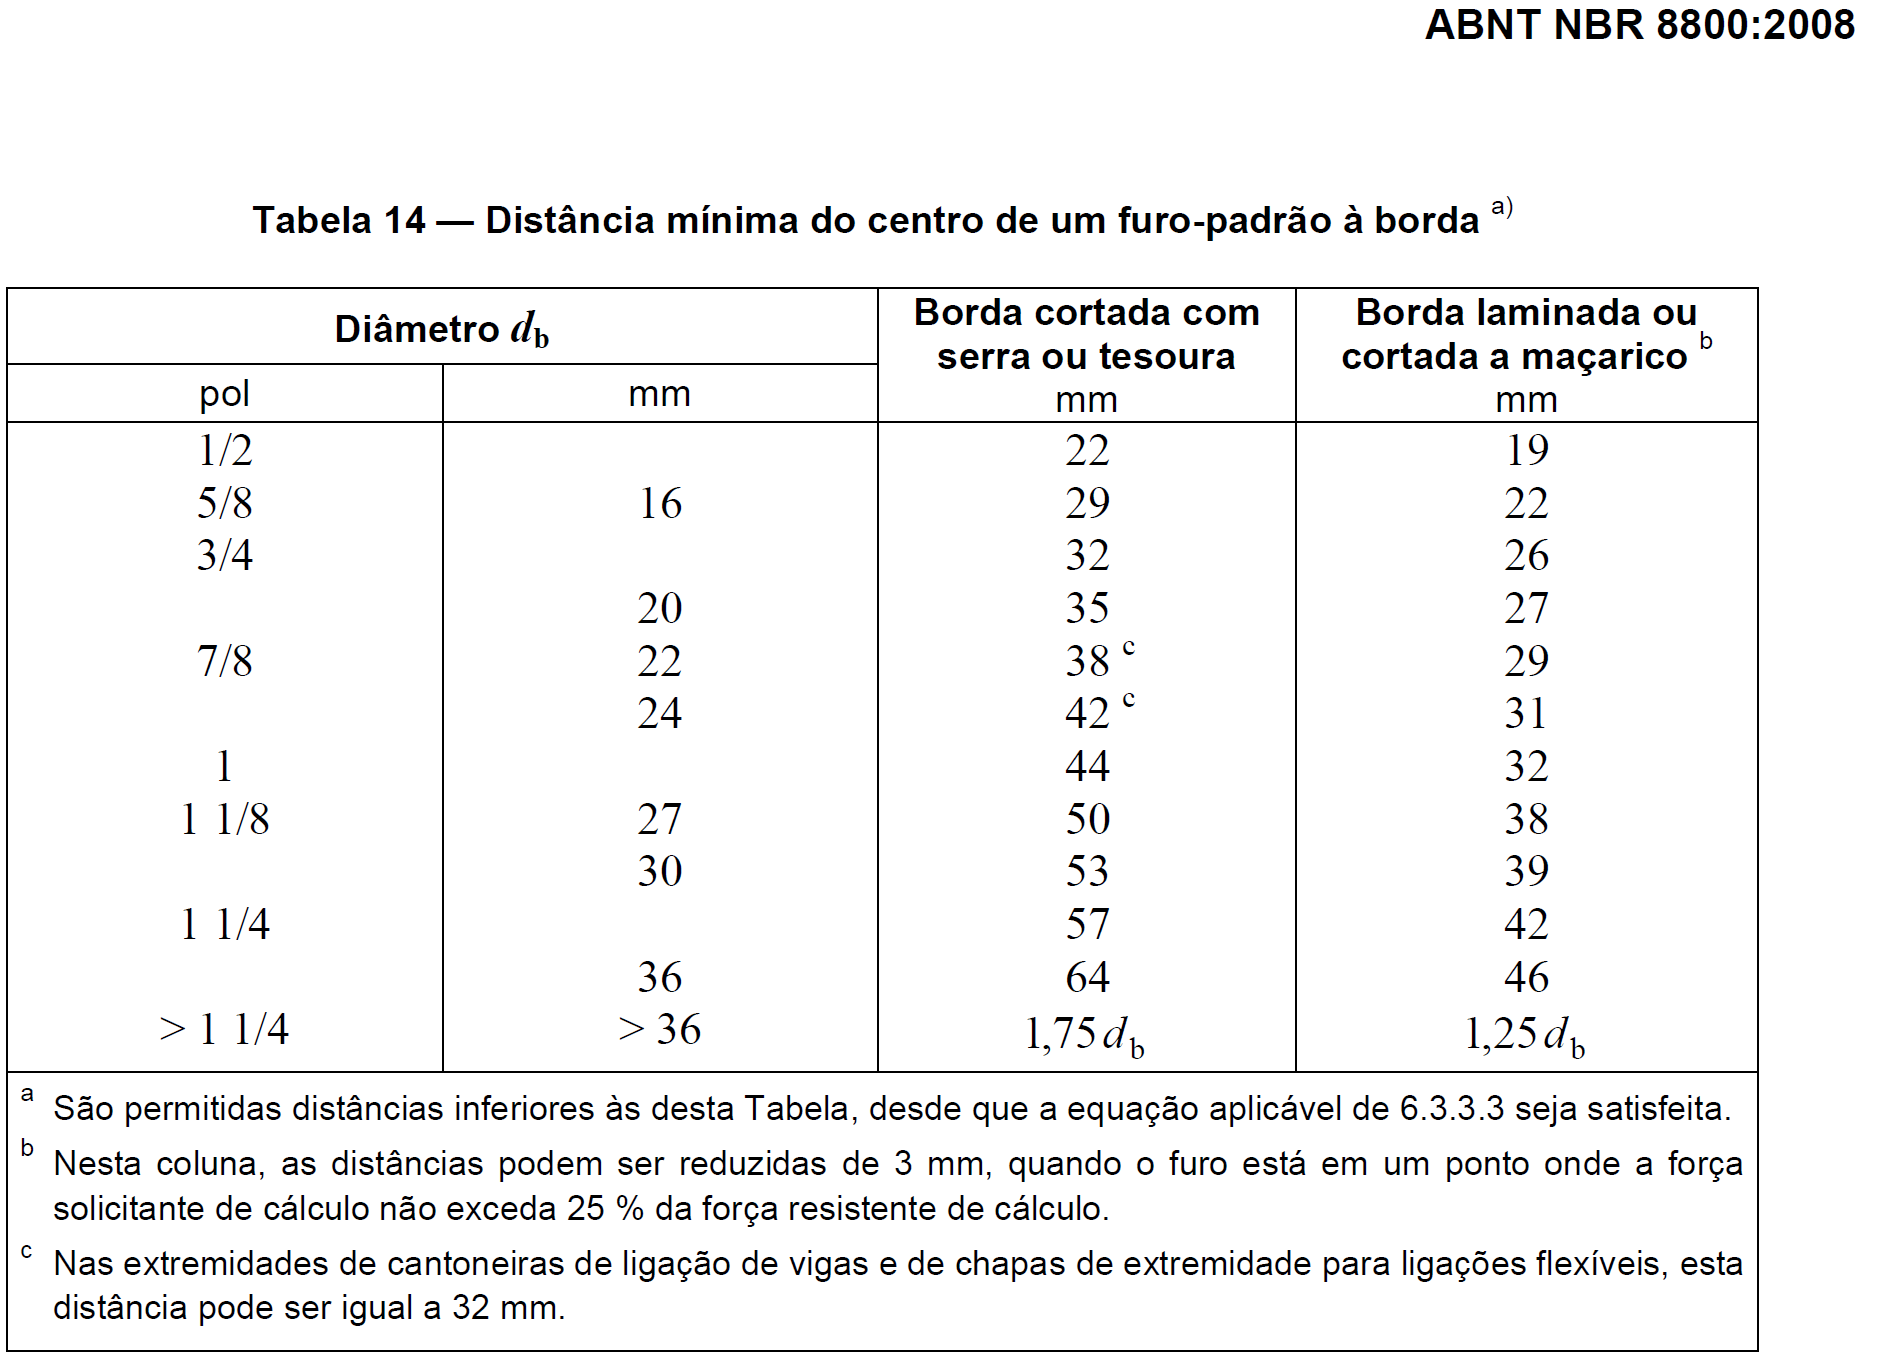 ABNT NBR 8800:2008
Tabela 14 — Distância mínima do centro de um furo-padrão à borda a)
Diâmetro db
Borda cortada com
serra ou tesoura
mm
Borda laminada ou
cortada a maçarico b
mm
pol mm
1/2 22 19
5/8 16 29 22
3/4 32 26
20 35 27
7/8 22 38 c 29
24 42 c 31
1 44 32
1 1/8 27 50 38
30 53 39
1 1/4 57 42
36 64 46
> 1 1/4 > 36 1,75 db 1,25 db
a São permitidas distâncias inferiores às desta Tabela, desde que a equação aplicável de 6.3.3.3 seja satisfeita.
b Nesta coluna, as distâncias podem ser reduzidas de 3 mm, quando o furo está em um ponto onde a força
solicitante de cálculo não exceda 25 % da força resistente de cálculo.
c Nas extremidades de cantoneiras de ligação de vigas e de chapas de extremidade para ligações flexíveis, esta
distância pode ser igual a 32 mm.